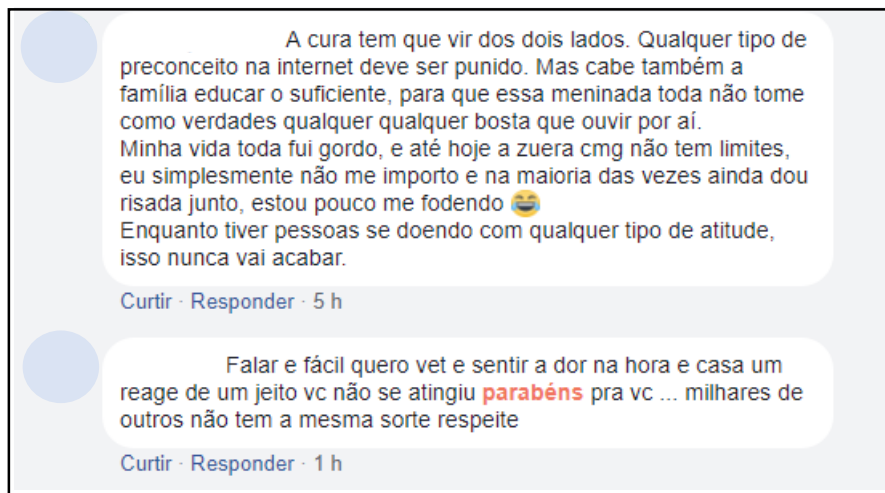 A cura tem que vir dos dois lados. Qualquer tipo de
preconceito na internet deve ser punido. Mas cabe também a
família educar o suficiente, para que essa meninada toda não tome
como verdades qualquer qualquer bosta que ouvir por aí.
Minha vida toda fui gordo, e até hoje a zuera cmg não tem limites,
eu simplesmente não me importo e na maioria das vezes ainda dou
risada junto, estou pouco me fodendo 😂
Enquanto tiver pessoas se doendo com qualquer tipo de atitude,
isso nunca vai acabar.
Curtir · Responder · 5 h
Falar e fácil quero vet e sentir a dor na hora e casa um
reage de um jeito vc não se atingiu parabéns pra vc ... milhares de
outros não tem a mesma sorte respeite
Curtir · Responder · 1 h